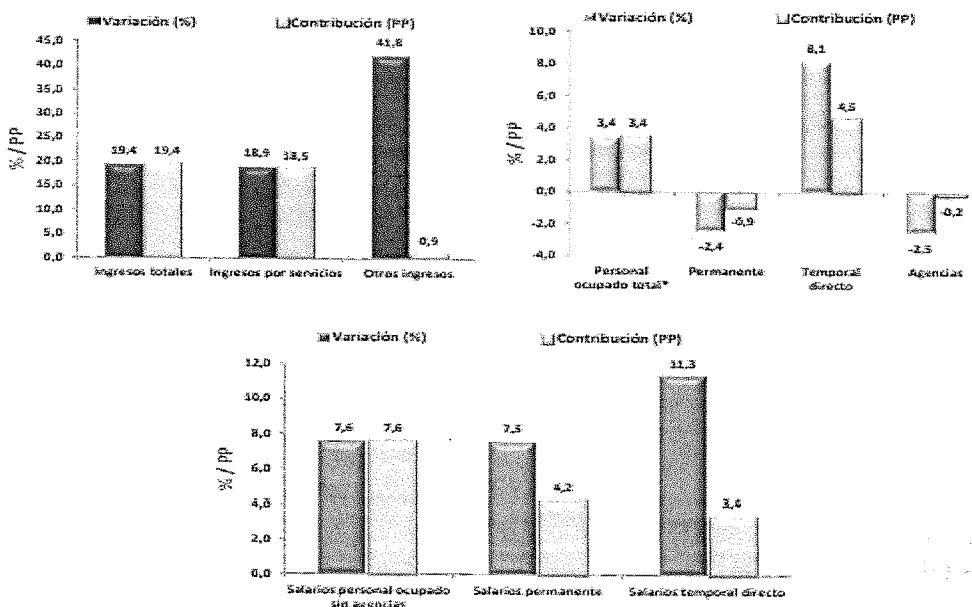 Variación (%) Contribución (PP)
45,0
40,0
35,0
30,0
25,0
20,0
15,0
10,0
5,0
0,0
% / PP
19,4 19,4 18,9 18,5 41,8 0,9
Ingresos totales Ingresos por servicios Otros ingresos
Variación (%) Contribución (PP)
10,0
8,0
6,0
4,0
2,0
0,0
-2,0
-4,0
% / PP
3,4 3,4 -2,4 -0,9 8,1 4,5 -0,2
Personal Permanente Temporal Agencias
ocupado total* directo
Variación (%) Contribución (PP)
12,0
10,0
8,0
6,0
4,0
2,0
0,0
% / PP
7,6 7,6 4,2 11,3 3,4
Salarios personal ocupado Salarios permanente Salarios temporal directo
sin agencias